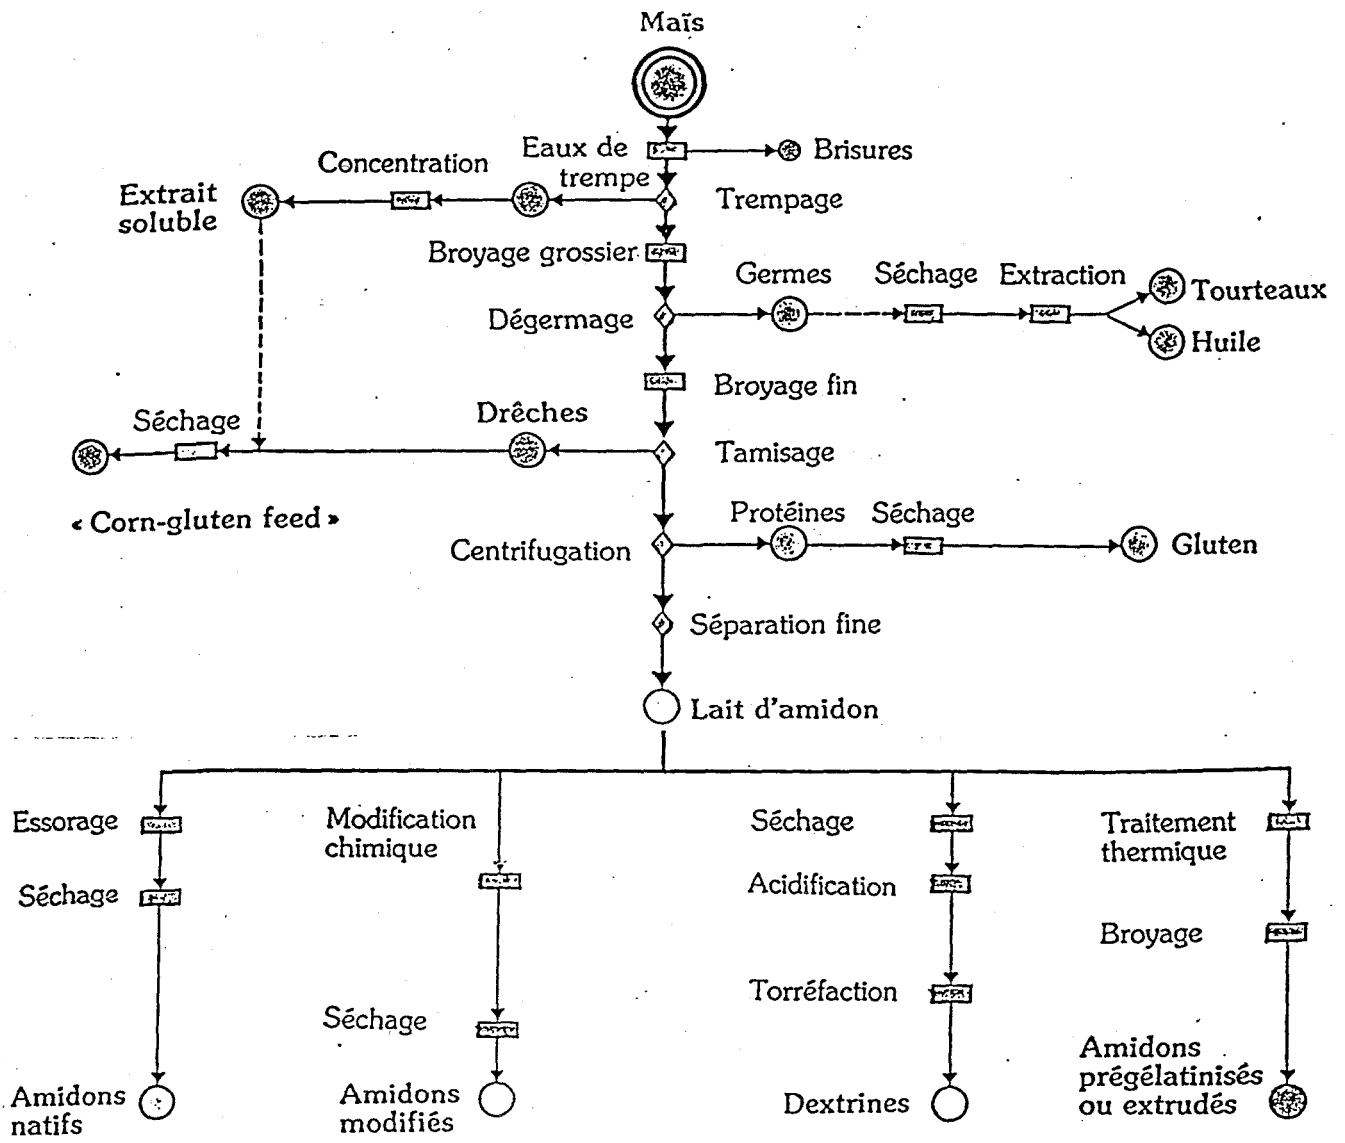 Maïs
Eaux de
trempe
Brisures
Concentration
Extrait
soluble
Trempage
Broyage grossier
Germes
Séchage
Extraction
Tourteaux
Dégermage
Huile
Broyage fin
Drêches
Séchage
Tamisage
« Corn-gluten feed »
Protéines
Séchage
Centrifugation
Gluten
Séparation fine
Lait d'amidon
Essorage
Modification
chimique
Séchage
Traitement
thermique
Séchage
Acidification
Broyage
Torréfaction
Séchage
Amidons
natifs
Amidons
modifiés
Dextrines
Amidons
prégélatinisés
ou extrudés